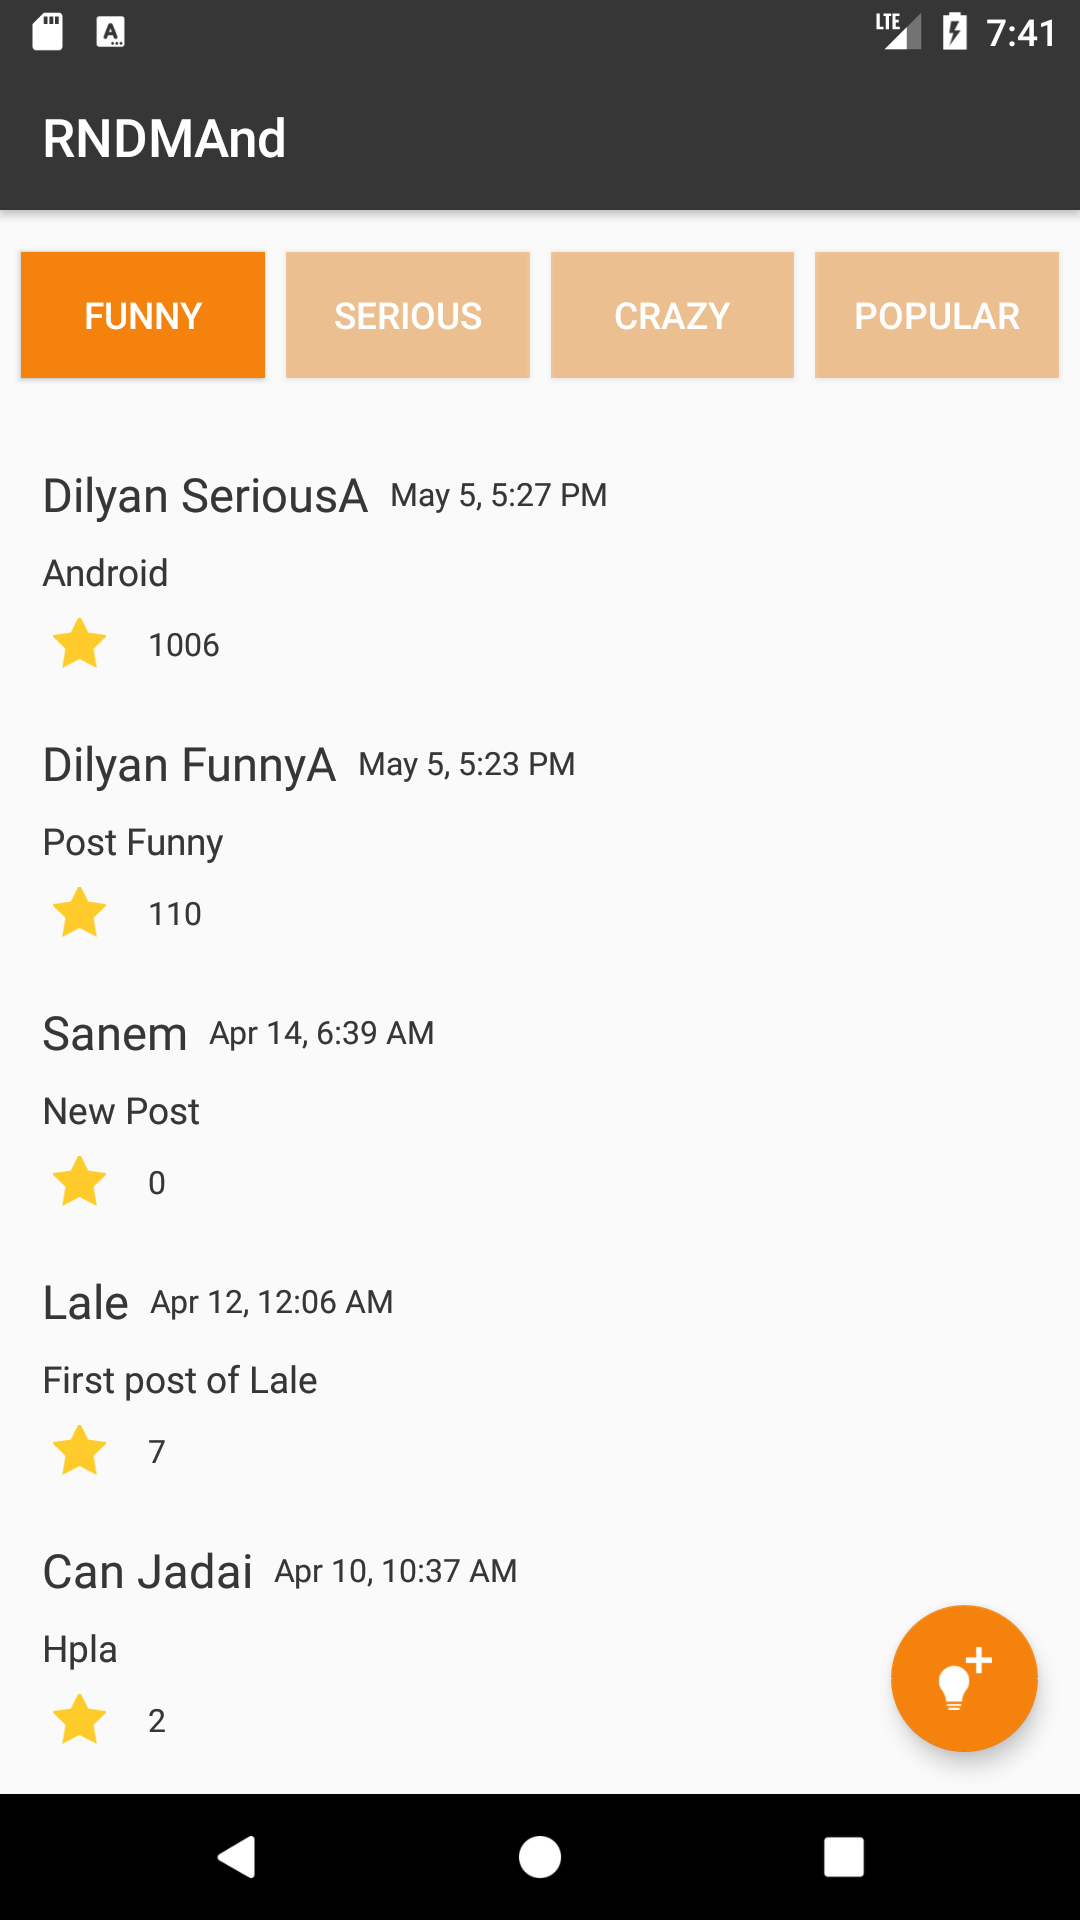 LTE 7:41
RNDMAnd
FUNNY SERIOUS CRAZY POPULAR
Dilyan SeriousA May 5, 5:27 PM
Android
1006
Dilyan FunnyA May 5, 5:23 PM
Post Funny
110
Sanem Apr 14, 6:39 AM
New Post
0
Lale Apr 12, 12:06 AM
First post of Lale
7
Can Jadai Apr 10, 10:37 AM
Hpla
2